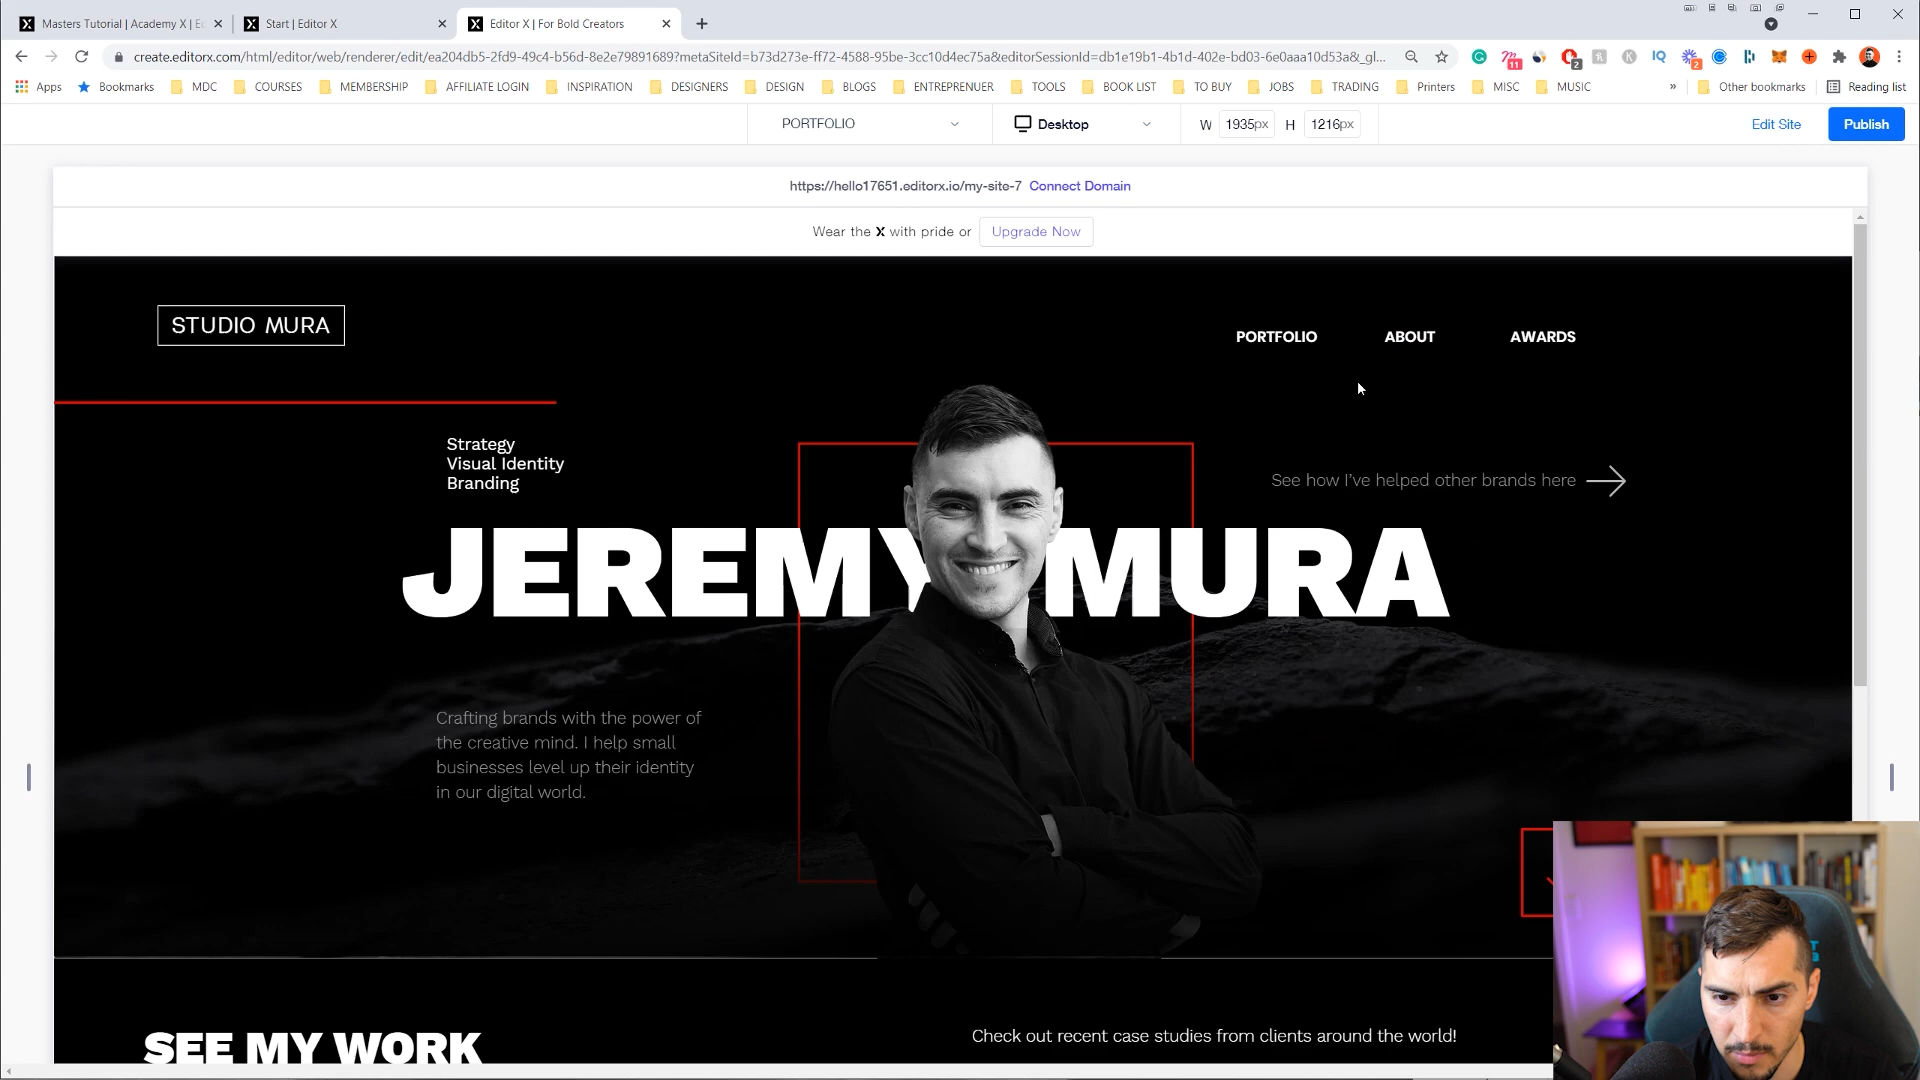 Masters Tutorial | Academy X | E
Start | Editor X
Editor X | For Bold Creators
create.editorx.com/html/editor/web/renderer/edit/ea204db5-2fd9-49c4-b56d-8e2e79891689?metaSiteId=b73d273e-ff72-4588-95be-3cc10d4ec75a&editorSessionId=db1e19b1-4b1d-402e-bd03-6e0aaa10d53a&_gl...
11
2
K
IQ
2
Apps
Bookmarks
MDC
COURSES
MEMBERSHIP
AFFILIATE LOGIN
INSPIRATION
DESIGNERS
DESIGN
BLOGS
ENTREPRENUER
TOOLS
BOOK LIST
TO BUY
JOBS
TRADING
Printers
MISC
MUSIC
»
Other bookmarks
Reading list
PORTFOLIO
Desktop
W 1935px H 1216px
Edit Site
Publish
https://hello17651.editorx.io/my-site-7 Connect Domain
Wear the X with pride or Upgrade Now
STUDIO MURA
PORTFOLIO
ABOUT
AWARDS
Strategy
Visual Identity
Branding
See how I've helped other brands here
JEREMY MURA
Crafting brands with the power of
the creative mind. I help small
businesses level up their identity
in our digital world.
SEE MY WORK
Check out recent case studies from clients around the world!